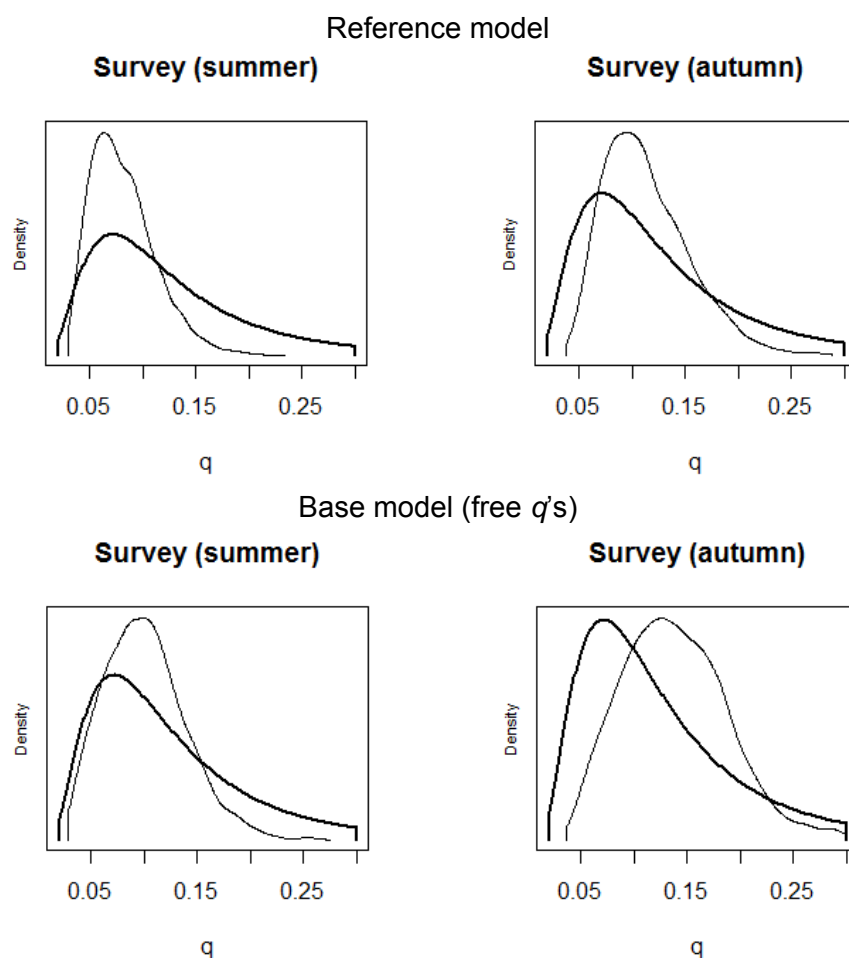 Reference model
Survey (summer)
Survey (autumn)
Density
Density
0.05 0.15 0.25
0.05 0.15 0.25
q
q
Base model (free q's)
Survey (summer)
Survey (autumn)
Density
Density
0.05 0.15 0.25
0.05 0.15 0.25
q
q